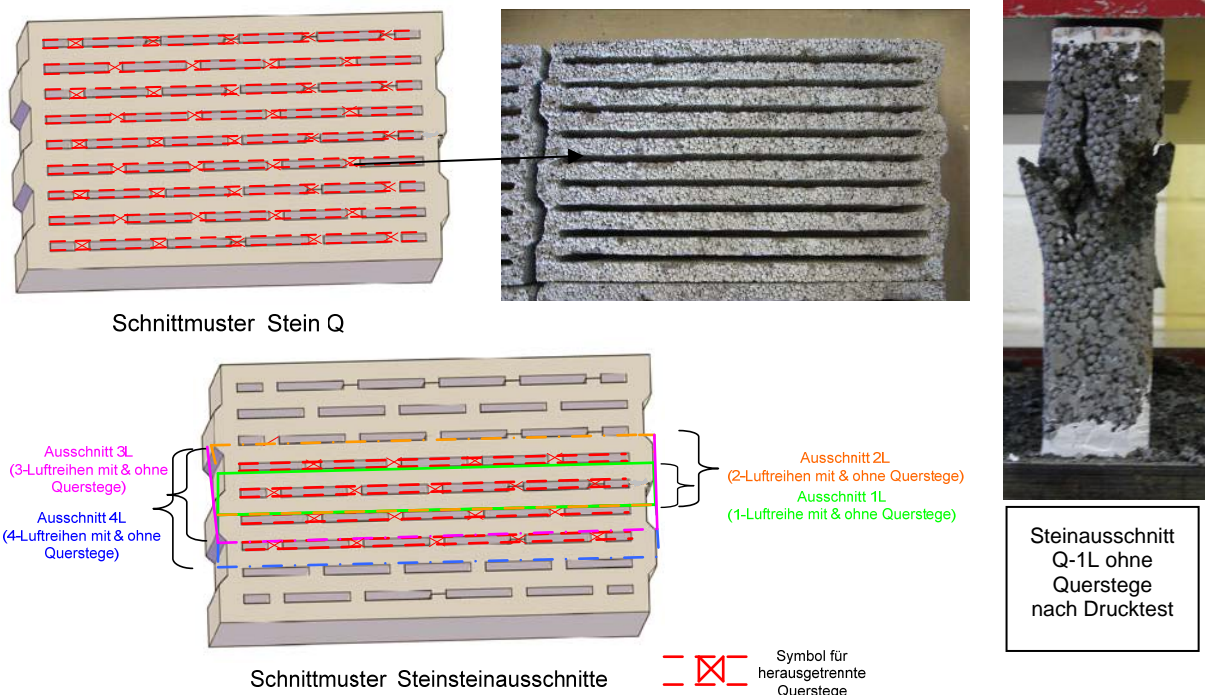 Schnittmuster Stein Q
Ausschnitt 3L
(3-Luftreihen mit & ohne
Querstege)
Ausschnitt 4L
(4-Luftreihen mit & ohne
Querstege)
Ausschnitt 2L
(2-Luftreihen mit & ohne Querstege)
Ausschnitt 1L
(1-Luftreihe mit & ohne Querstege)
Schnittmuster Steinsteinausschnitte
Symbol für
herausgetrennte
Querstege
Steinausschnitt
Q-1L ohne
Querstege
nach Drucktest